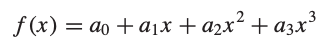 f(x) = a₀ + a₁x + a₂x² + a₃x³